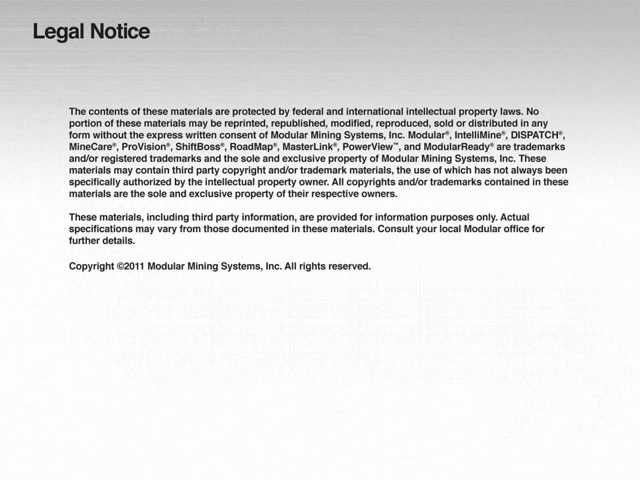 Legal Notice
The contents of these materials are protected by federal and international intellectual property laws. No
portion of these materials may be reprinted, republished, modified, reproduced, sold or distributed in any
form without the express written consent of Modular Mining Systems, Inc. Modular®, IntelliMine®, DISPATCH®,
MineCare®, ProVision®, ShiftBoss®, RoadMap®, MasterLink®, PowerView™, and ModularReady® are trademarks
and/or registered trademarks and the sole and exclusive property of Modular Mining Systems, Inc. These
materials may contain third party copyright and/or trademark materials, the use of which has not always been
specifically authorized by the intellectual property owner. All copyrights and/or trademarks contained in these
materials are the sole and exclusive property of their respective owners.
These materials, including third party information, are provided for information purposes only. Actual
specifications may vary from those documented in these materials. Consult your local Modular office for
further details.
Copyright ©2011 Modular Mining Systems, Inc. All rights reserved.